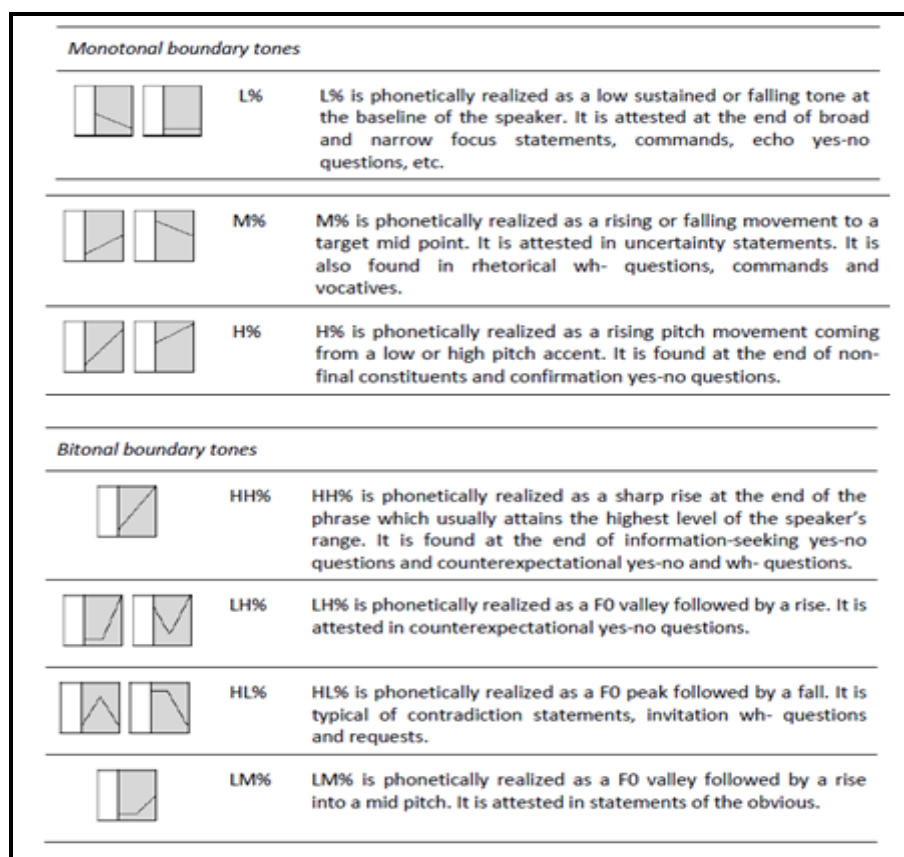 Monotonal boundary tones
L% L% is phonetically realized as a low sustained or falling tone at
the baseline of the speaker. It is attested at the end of broad
and narrow focus statements, commands, echo yes-no
questions, etc.
M% M% is phonetically realized as a rising or falling movement to a
target mid point. It is attested in uncertainty statements. It is
also found in rhetorical wh- questions, commands and
vocatives.
H% H% is phonetically realized as a rising pitch movement coming
from a low or high pitch accent. It is found at the end of non-
final constituents and confirmation yes-no questions.
Bitonal boundary tones
HH% HH% is phonetically realized as a sharp rise at the end of the
phrase which usually attains the highest level of the speaker's
range. It is found at the end of information-seeking yes-no
questions and counterexpectational yes-no and wh- questions.
LH% LH% is phonetically realized as a F0 valley followed by a rise. It is
attested in counterexpectational yes-no questions.
HL% HL% is phonetically realized as a F0 peak followed by a fall. It is
typical of contradiction statements, invitation wh- questions
and requests.
LM% LM% is phonetically realized as a F0 valley followed by a rise
into a mid pitch. It is attested in statements of the obvious.